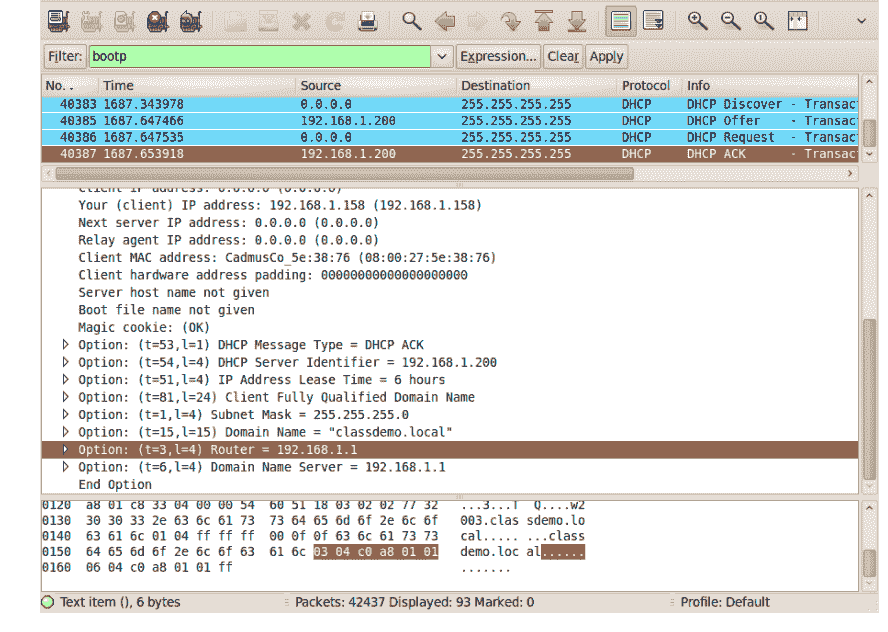 Filter: bootp Expression... Clear Apply
No. . Time Source Destination Protocol Info
40383 1687.343978 0.0.0.0 255.255.255.255 DHCP DHCP Discover - Transac
40385 1687.647466 192.168.1.200 255.255.255.255 DHCP DHCP Offer - Transac
40386 1687.647535 0.0.0.0 255.255.255.255 DHCP DHCP Request - Transac
40387 1687.653918 192.168.1.200 255.255.255.255 DHCP DHCP ACK - Transac
Client IP address: 0.0.0.0 (0.0.0.0)
Your (client) IP address: 192.168.1.158 (192.168.1.158)
Next server IP address: 0.0.0.0 (0.0.0.0)
Relay agent IP address: 0.0.0.0 (0.0.0.0)
Client MAC address: CadmusCo_5e:38:76 (08:00:27:5e:38:76)
Client hardware address padding: 00000000000000000000
Server host name not given
Boot file name not given
Magic cookie: (OK)
Option: (t=53,l=1) DHCP Message Type = DHCP ACK
Option: (t=54,l=4) DHCP Server Identifier = 192.168.1.200
Option: (t=51,l=4) IP Address Lease Time = 6 hours
Option: (t=81,l=24) Client Fully Qualified Domain Name
Option: (t=1,l=4) Subnet Mask = 255.255.255.0
Option: (t=15,l=15) Domain Name = "classdemo.local"
Option: (t=3,l=4) Router = 192.168.1.1
Option: (t=6,l=4) Domain Name Server = 192.168.1.1
End Option
0120 a8 01 c8 33 04 00 00 54 60 51 18 03 02 02 77 32 ...3...T `Q....w2
0130 30 30 33 2e 63 6c 61 73 73 64 65 6d 6f 2e 6c 6f 003.clas sdemo.lo
0140 63 61 6c 01 04 ff ff ff 00 0f 0f 63 6c 61 73 73 cal..... ...class
0150 64 65 6d 6f 2e 6c 6f 63 61 6c 03 04 c0 a8 01 01 demo.loc al......
0160 06 04 c0 a8 01 01 ff .......
Text item (), 6 bytes Packets: 42437 Displayed: 93 Marked: 0 Profile: Default